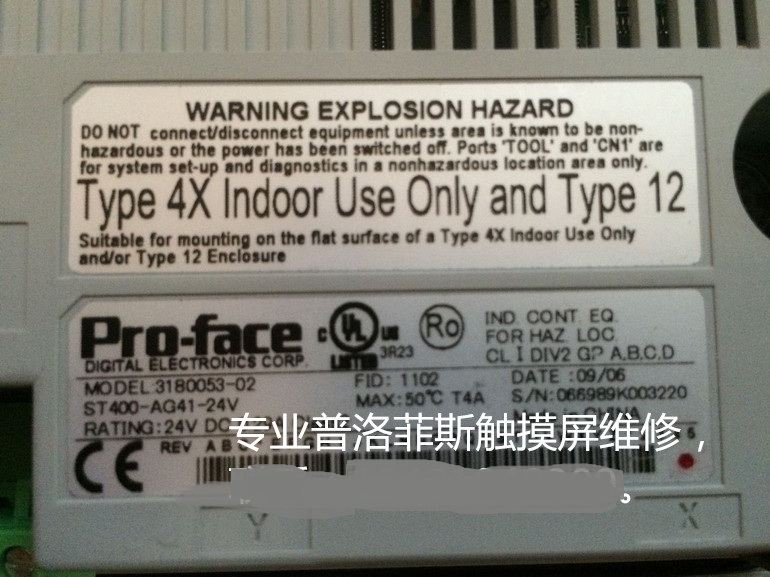 WARNING EXPLOSION HAZARD
DO NOT connect/disconnect equipment unless area is known to be non-
hazardous or the power has been switched off. Ports 'TOOL' and 'CN1' are
for system set-up and diagnostics in a nonhazardous location area only.
Type 4X Indoor Use Only and Type 12
Suitable for mounting on the flat surface of a Type 4X Indoor Use Only
and/or Type 12 Enclosure
Pro-face
DIGITAL ELECTRONICS CORP.
C UL US
LISTED 3R23
Ro
IND. CONT. EQ.
FOR HAZ. LOC.
CL I DIV2 GP A,B,C,D
MODEL 3180053-02
FID: 1102
DATE :09/06
ST400-AG41-24V
MAX:50℃ T4A
S/N:066989K003220
RATING:24V DC
专业普洛菲斯触摸屏维修，
CE
REV A B C
6
Y
X